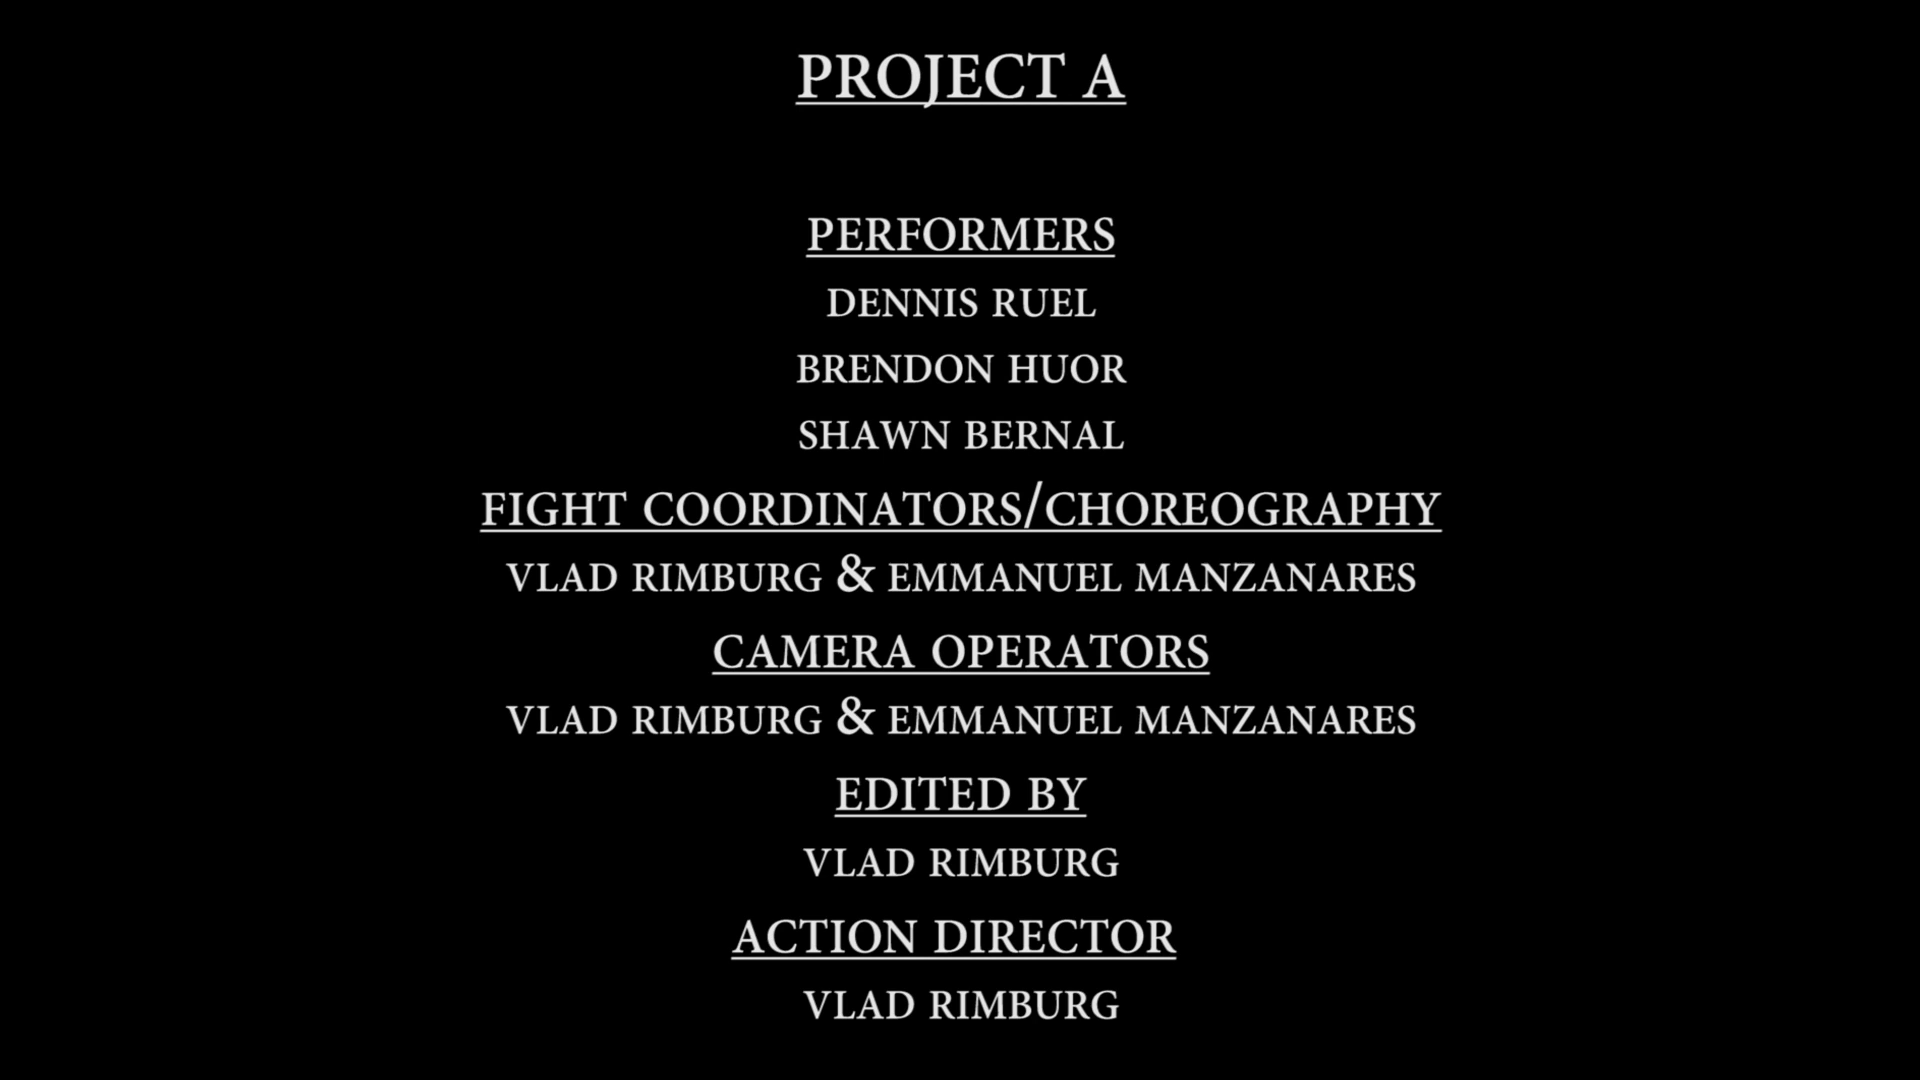 PROJECT A
PERFORMERS
DENNIS RUEL
BRENDON HUOR
SHAWN BERNAL
FIGHT COORDINATORS/CHOREOGRAPHY
VLAD RIMBURG & EMMANUEL MANZANARES
CAMERA OPERATORS
VLAD RIMBURG & EMMANUEL MANZANARES
EDITED BY
VLAD RIMBURG
ACTION DIRECTOR
VLAD RIMBURG